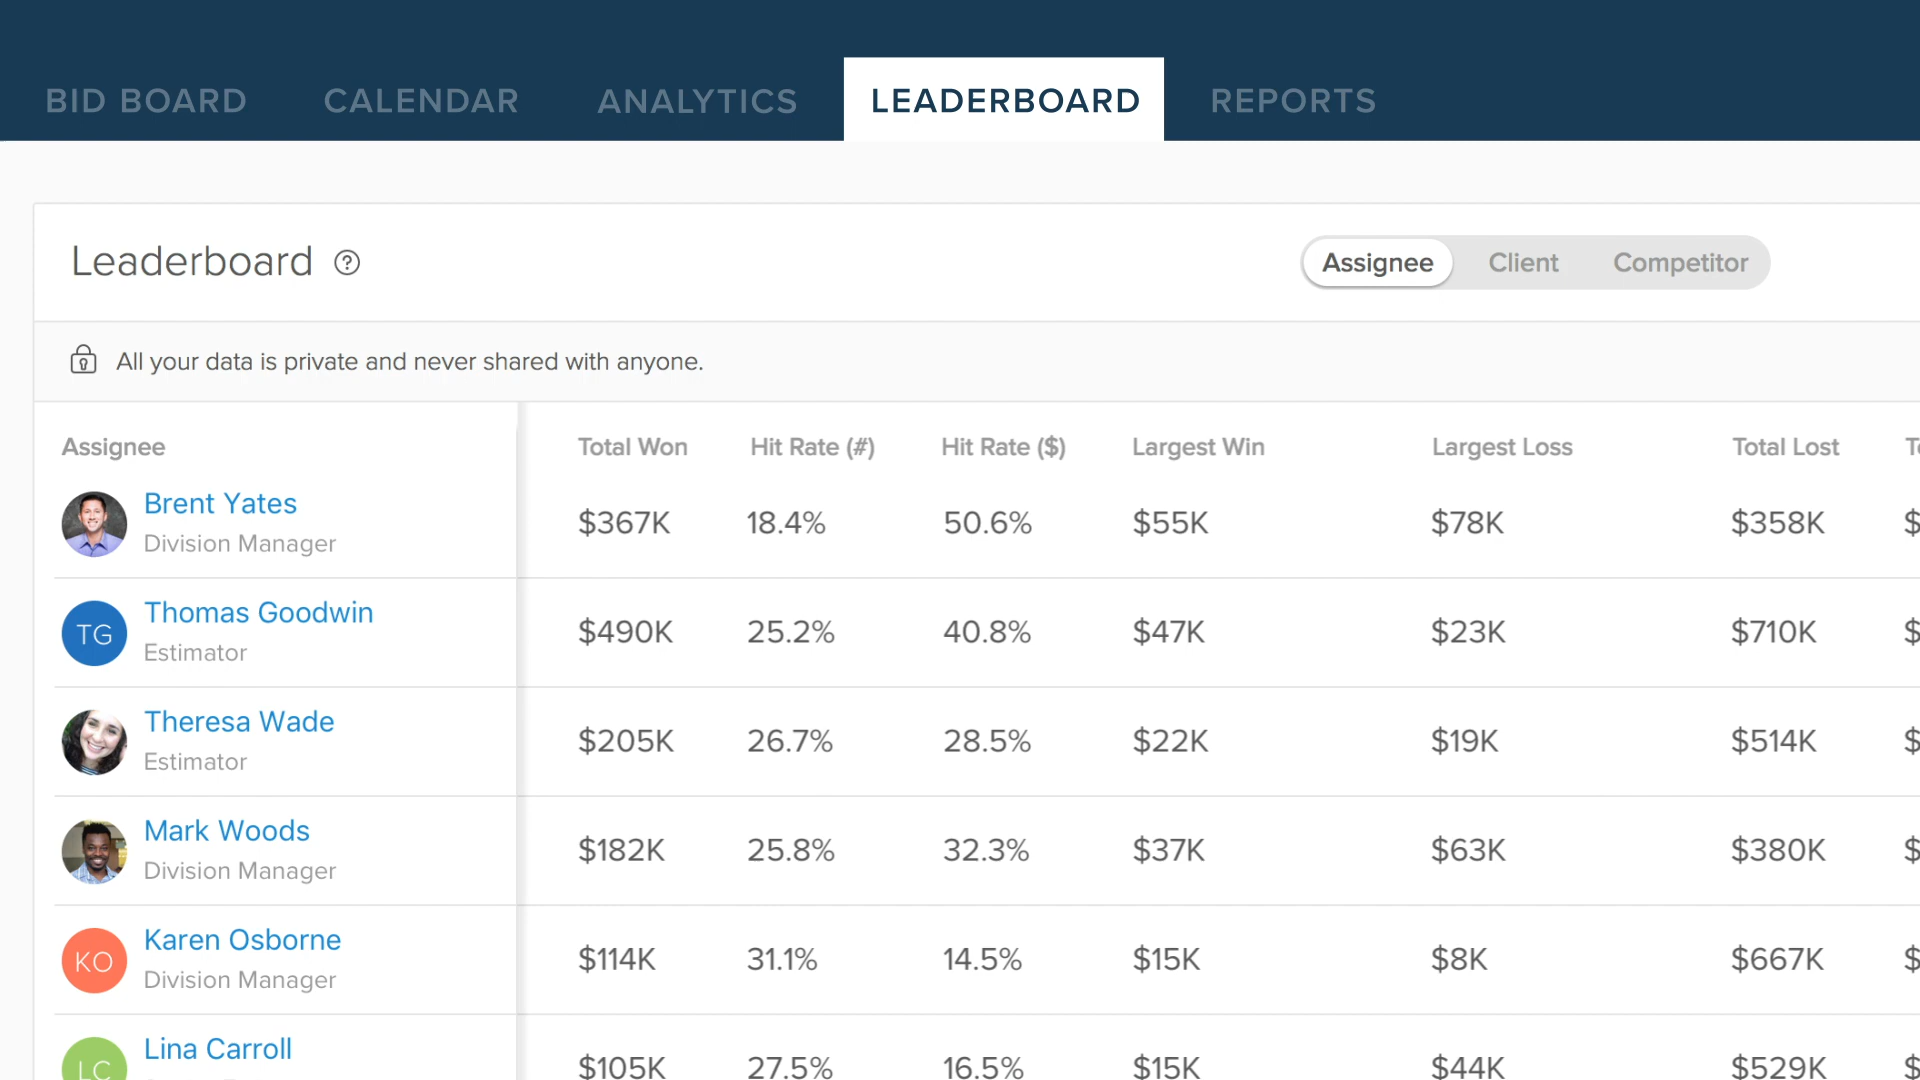 BID BOARD CALENDAR ANALYTICS LEADERBOARD REPORTS
Leaderboard ? Assignee Client Competitor
All your data is private and never shared with anyone.
Assignee Total Won Hit Rate (#) Hit Rate ($) Largest Win Largest Loss Total Lost
Brent Yates
Division Manager
$367K 18.4% 50.6% $55K $78K $358K $
TG
Thomas Goodwin
Estimator
$490K 25.2% 40.8% $47K $23K $710K $
Theresa Wade
Estimator
$205K 26.7% 28.5% $22K $19K $514K $
Mark Woods
Division Manager
$182K 25.8% 32.3% $37K $63K $380K $
KO
Karen Osborne
Division Manager
$114K 31.1% 14.5% $15K $8K $667K $
LC
Lina Carroll
$105K 27.5% 16.5% $15K $44K $529K $